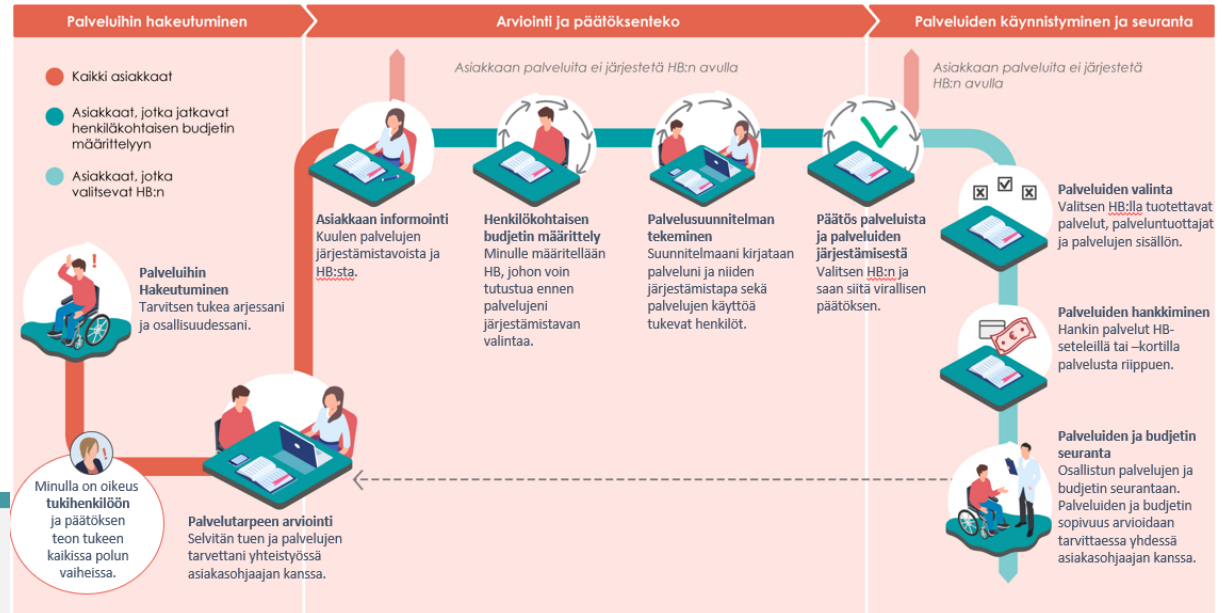 Palveluihin hakeutuminen
Arviointi ja päätöksenteko
Palveluiden käynnistyminen ja seuranta
Kaikki asiakkaat
Asiakkaat, jotka jatkavat
henkiläkohtaisen budjetin
määrittelyyn
Asiakkaat, jotka
valitsevat HB:n
Asiakkaan palveluita ei järjestetä HB:n avulla
Asiakkaan palveluita ei järjestetä
HB:n avulla
Palveluihin
Hakeutuminen
Tarvitsen tukea arjessani
ja osallisuudessani.
Minulla on oikeus
tukihenkilöön
ja päätöksen
teon tukeen
kaikissa polun
vaiheissa.
Palvelutarpeen arviointi
Selvitän tuen ja palvelujen
tarvettani yhteistyössä
asiakasohjaajan kanssa.
Asiakkaan informointi
Kuulen palvelujen
järjestämistavoista ja
HB:sta.
Henkilökohtaisen
budjetin määrittely
Minulle määritellään
HB, johon voin
tutustua ennen
palvelujeni
järjestämistavan
valintaa.
Palvelusuunnitelman
tekeminen
Suunnitelmaani kirjataan
palveluni ja niiden
järjestämistapa sekä
palvelujen käyttöä
tukevat henkilöt.
Päätös palveluista
ja palveluiden
järjestämisestä
Valitsen HB:n ja
saan siitä virallisen
päätöksen.
Palveluiden valinta
Valitsen HB:lla tuotettavat
palvelut, palveluntuottajat
ja palvelujen sisällön.
Palveluiden hankkiminen
Hankin palvelut HB-
seteleillä tai –kortilla
palvelusta riippuen.
Palveluiden ja budjetin
seuranta
Osallistun palvelujen ja
budjetin seurantaan.
Palveluiden ja budjetin
sopivuus arvioidaan
tarvittaessa yhdessä
asiakasohjaajan kanssa.